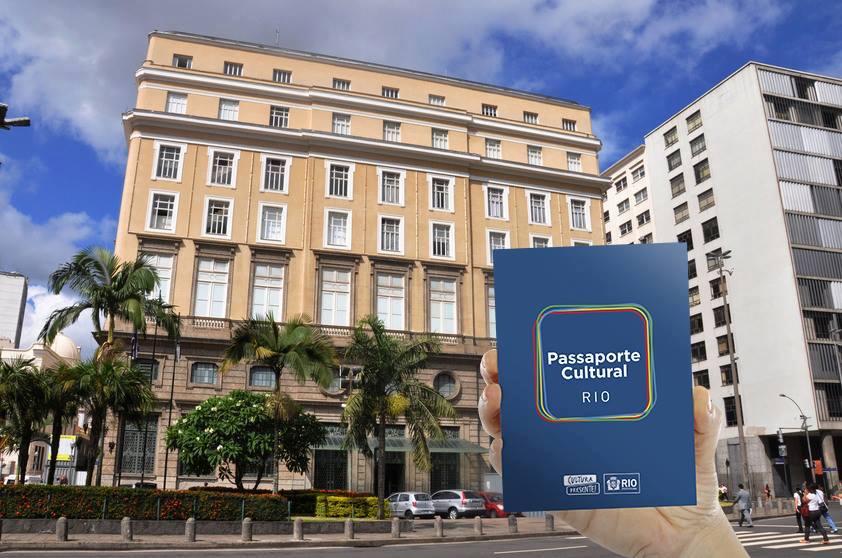 Passaporte
Cultural
RIO
CULTURA
PRESENTE!
RIO